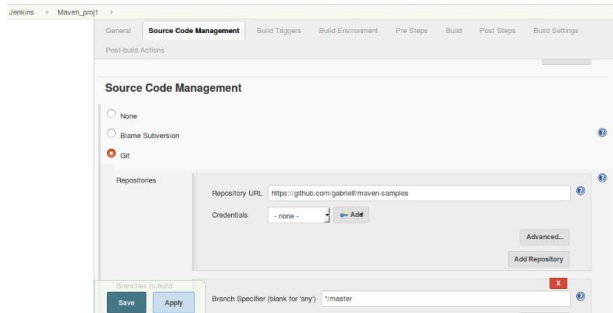 Jenkins › Maven_projt ›
General Source Code Management Build Triggers Build Environment Pre Steps Build Post Steps Build Settings
Post-build Actions
Source Code Management
None
Blame Subversion
Git
Repositories
Repository URL https://github.com/gabrielf/maven-samples
Credentials - none - Add
Advanced...
Add Repository
Branches to build
X
Branch Specifier (blank for 'any') */master
Save Apply